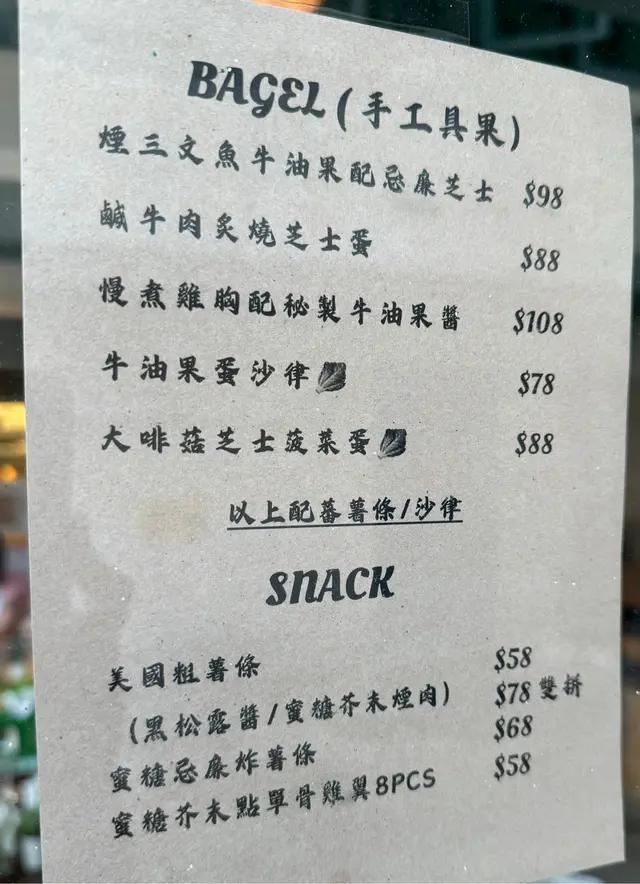 BAGEL (手工具果)
煙三文魚牛油果配忌廉芝士 $98
鹹牛肉炙燒芝士蛋 $88
慢煮雞胸配秘製牛油果醬 $108
牛油果蛋沙律 $78
大啡菇芝士菠菜蛋 $88
以上配蕃薯條/沙律
SNACK
美國粗薯條 $58
(黑松露醬/蜜糖芥末煙肉) $78 雙拼
蜜糖忌廉炸薯條 $68
蜜糖芥末點單骨雞翼8PCS $58